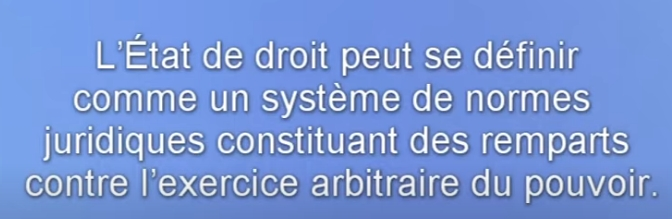 L'État de droit peut se définir
comme un système de normes
juridiques constituant des remparts
contre l'exercice arbitraire du pouvoir.